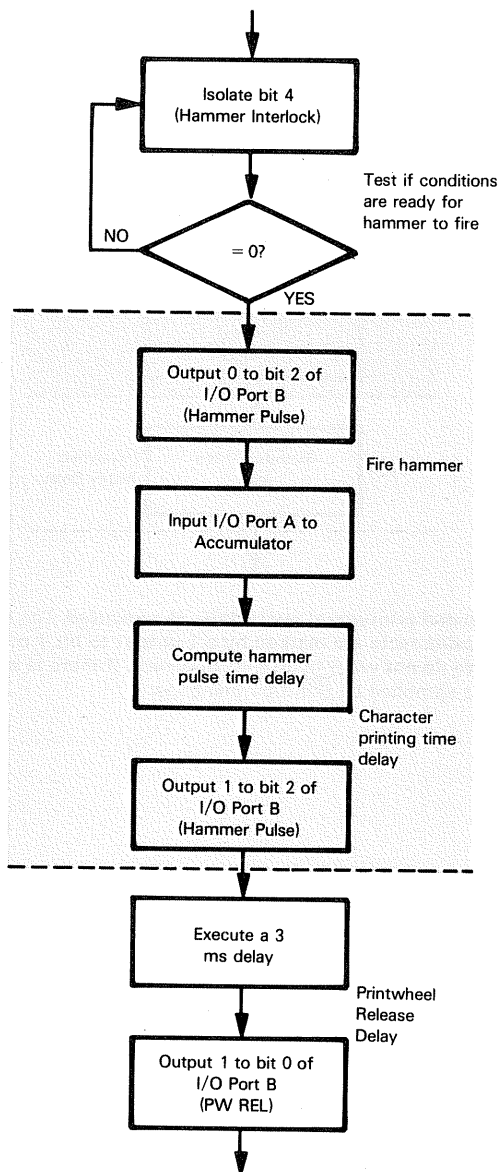 Isolate bit 4
(Hammer Interlock)
Test if conditions
are ready for
hammer to fire
NO
= 0?
YES
Output 0 to bit 2 of
I/O Port B
(Hammer Pulse)
Fire hammer
Input I/O Port A to
Accumulator
Compute hammer
pulse time delay
Character
printing time
delay
Output 1 to bit 2 of
I/O Port B
(Hammer Pulse)
Execute a 3
ms delay
Printwheel
Release
Delay
Output 1 to bit 0 of
I/O Port B
(PW REL)